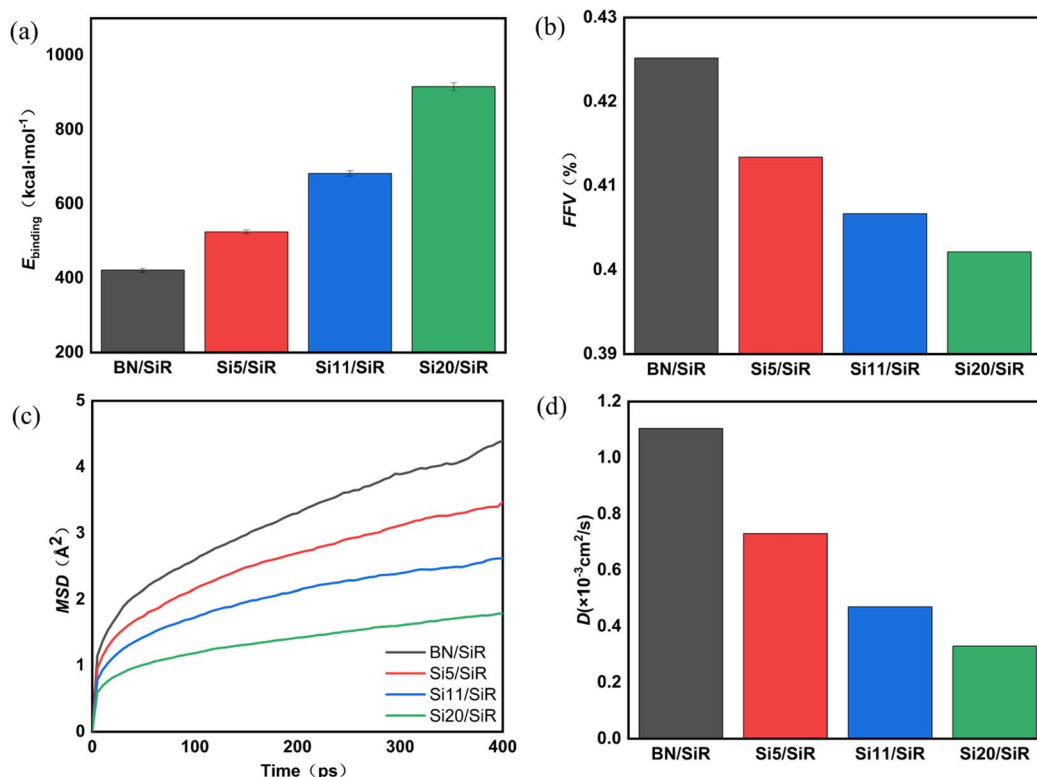 (a)
1000
800
600
400
200
E_binding（kcal·mol⁻¹）
BN/SiR Si5/SiR Si11/SiR Si20/SiR
(b)
0.43
0.42
0.41
0.4
0.39
FFV（%）
BN/SiR Si5/SiR Si11/SiR Si20/SiR
(c)
5
4
3
2
1
0
MSD（Å²）
BN/SiR
Si5/SiR
Si11/SiR
Si20/SiR
0 100 200 300 400
Time（ps）
(d)
1.2
1.0
0.8
0.6
0.4
0.2
0.0
D(×10⁻³cm²/s)
BN/SiR Si5/SiR Si11/SiR Si20/SiR